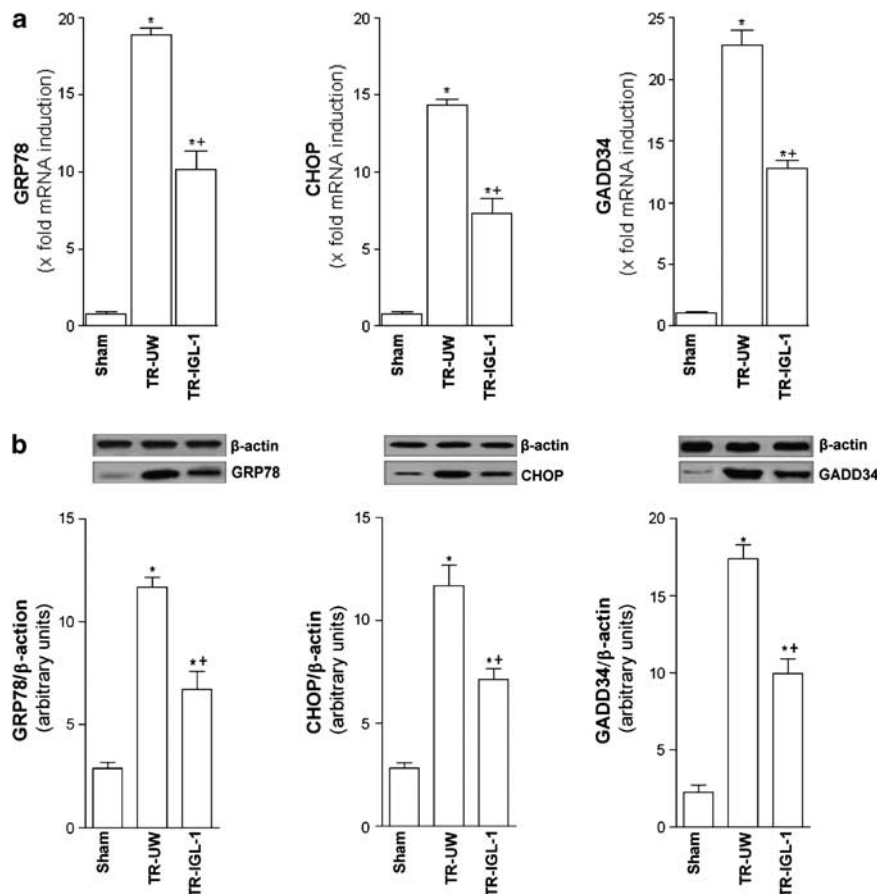 a
20
15
10
5
0
GRP78
(x fold mRNA induction)
*
*+
Sham
TR-UW
TR-IGL-1
20
15
10
5
0
CHOP
(x fold mRNA induction)
*
*+
Sham
TR-UW
TR-IGL-1
25
20
15
10
5
0
GADD34
(x fold mRNA induction)
*
*+
Sham
TR-UW
TR-IGL-1
b
β-actin
GRP78
15
10
5
0
GRP78/β-action
(arbitrary units)
*
*+
Sham
TR-UW
TR-IGL-1
β-actin
CHOP
15
10
5
0
CHOP/β-actin
(arbitrary units)
*
*+
Sham
TR-UW
TR-IGL-1
β-actin
GADD34
20
15
10
5
0
GADD34/β-actin
(arbitrary units)
*
*+
Sham
TR-UW
TR-IGL-1